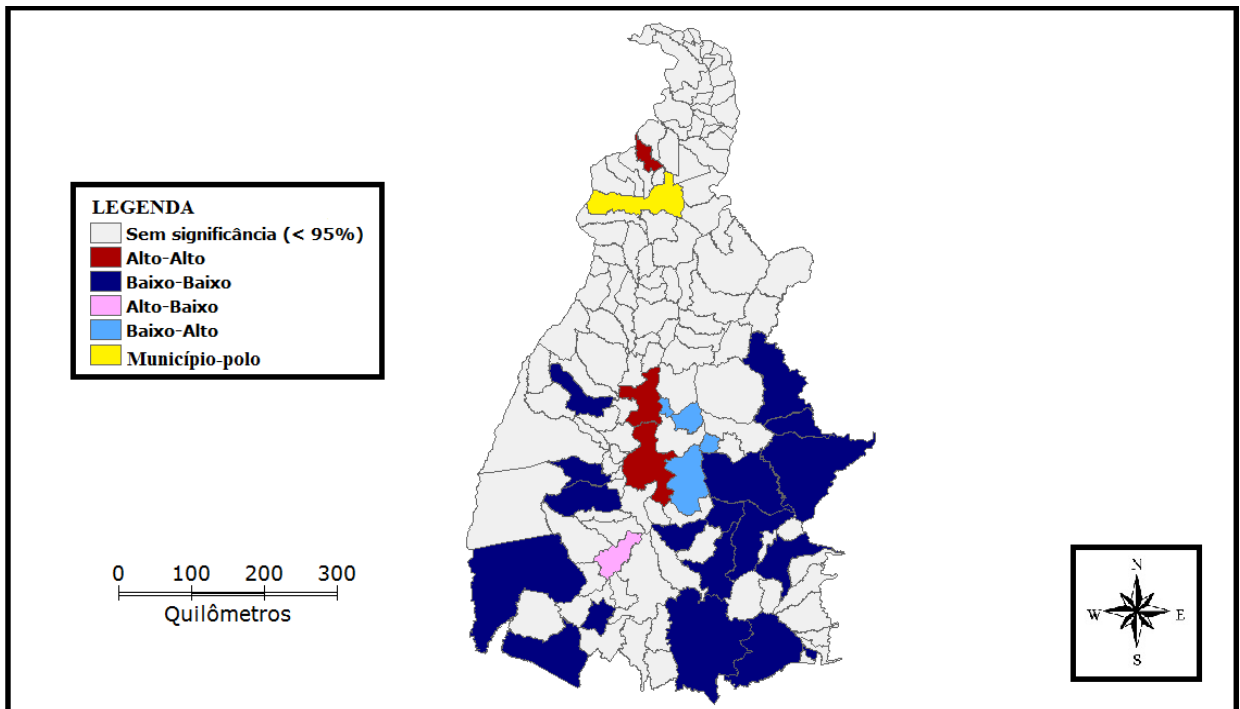 LEGENDA
Sem significância (< 95%)
Alto-Alto
Baixo-Baixo
Alto-Baixo
Baixo-Alto
Município-polo
0 100 200 300
Quilômetros
N
W E
S